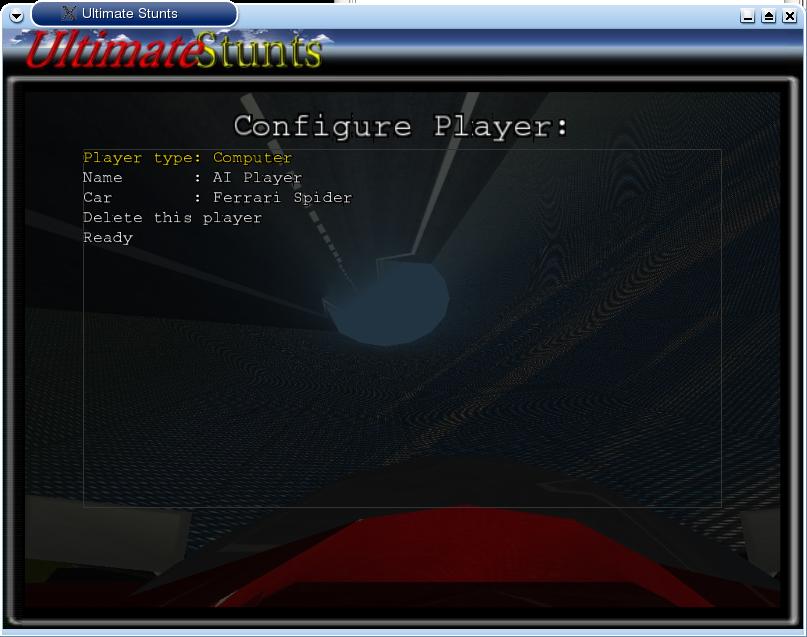 Ultimate Stunts
UltimateStunts
Configure Player:
Player type: Computer
Name : AI Player
Car : Ferrari Spider
Delete this player
Ready